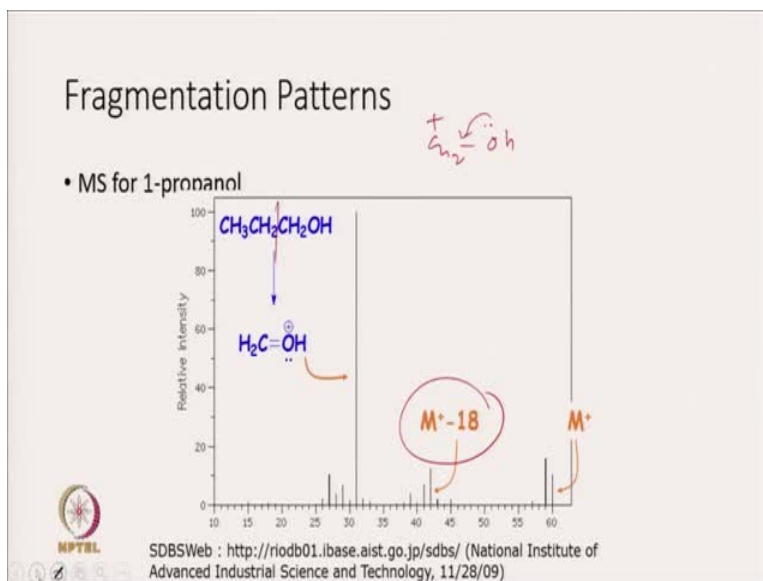 Fragmentation Patterns
+
CH2 – ÖH
• MS for 1-propanol
CH3CH2CH2OH
H2C=OH
+
M+-18
M+
Relative Intensity
100
80
60
40
20
0
10 15 20 25 30 35 40 45 50 55 60
NPTEL
SDBSWeb : http://riodb01.ibase.aist.go.jp/sdbs/ (National Institute of
Advanced Industrial Science and Technology, 11/28/09)